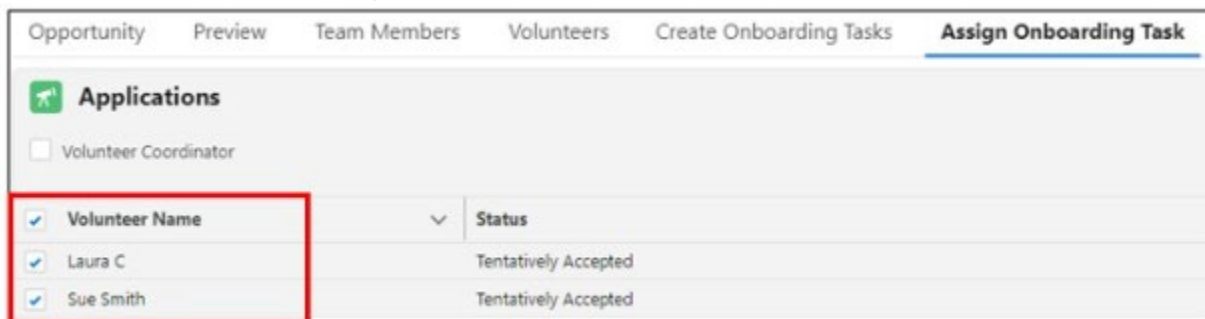 Opportunity Preview Team Members Volunteers Create Onboarding Tasks Assign Onboarding Task
Applications
Volunteer Coordinator
Volunteer Name Status
Laura C Tentatively Accepted
Sue Smith Tentatively Accepted